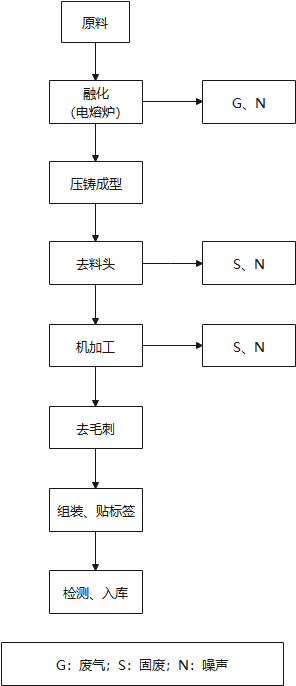 原料
融化
（电熔炉）
G、N
压铸成型
去料头
S、N
机加工
S、N
去毛刺
组装、贴标签
检测、入库
G：废气；S：固废；N：噪声